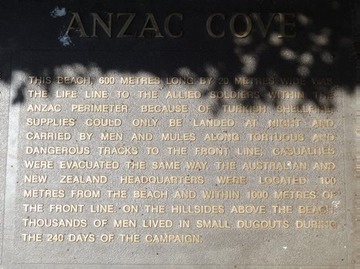 ANZAC COVE
THIS BEACH, 600 METRES LONG BY 20 METRES WIDE WAS
THE LIFE LINE TO THE ALLIED SOLDIERS WITHIN THE
ANZAC PERIMETER. BECAUSE OF TURKISH SHELLFIRE
SUPPLIES COULD ONLY BE LANDED AT NIGHT AND
CARRIED BY MEN AND MULES ALONG TORTUOUS AND
DANGEROUS TRACKS TO THE FRONT LINE. CASUALTIES
WERE EVACUATED THE SAME WAY. THE AUSTRALIAN AND
NEW ZEALAND HEADQUARTERS WERE LOCATED 100
METRES FROM THE BEACH AND WITHIN 1000 METRES OF
THE FRONT LINE ON THE HILLSIDES ABOVE THE BEACH.
THOUSANDS OF MEN LIVED IN SMALL DUGOUTS DURING
THE 240 DAYS OF THE CAMPAIGN.